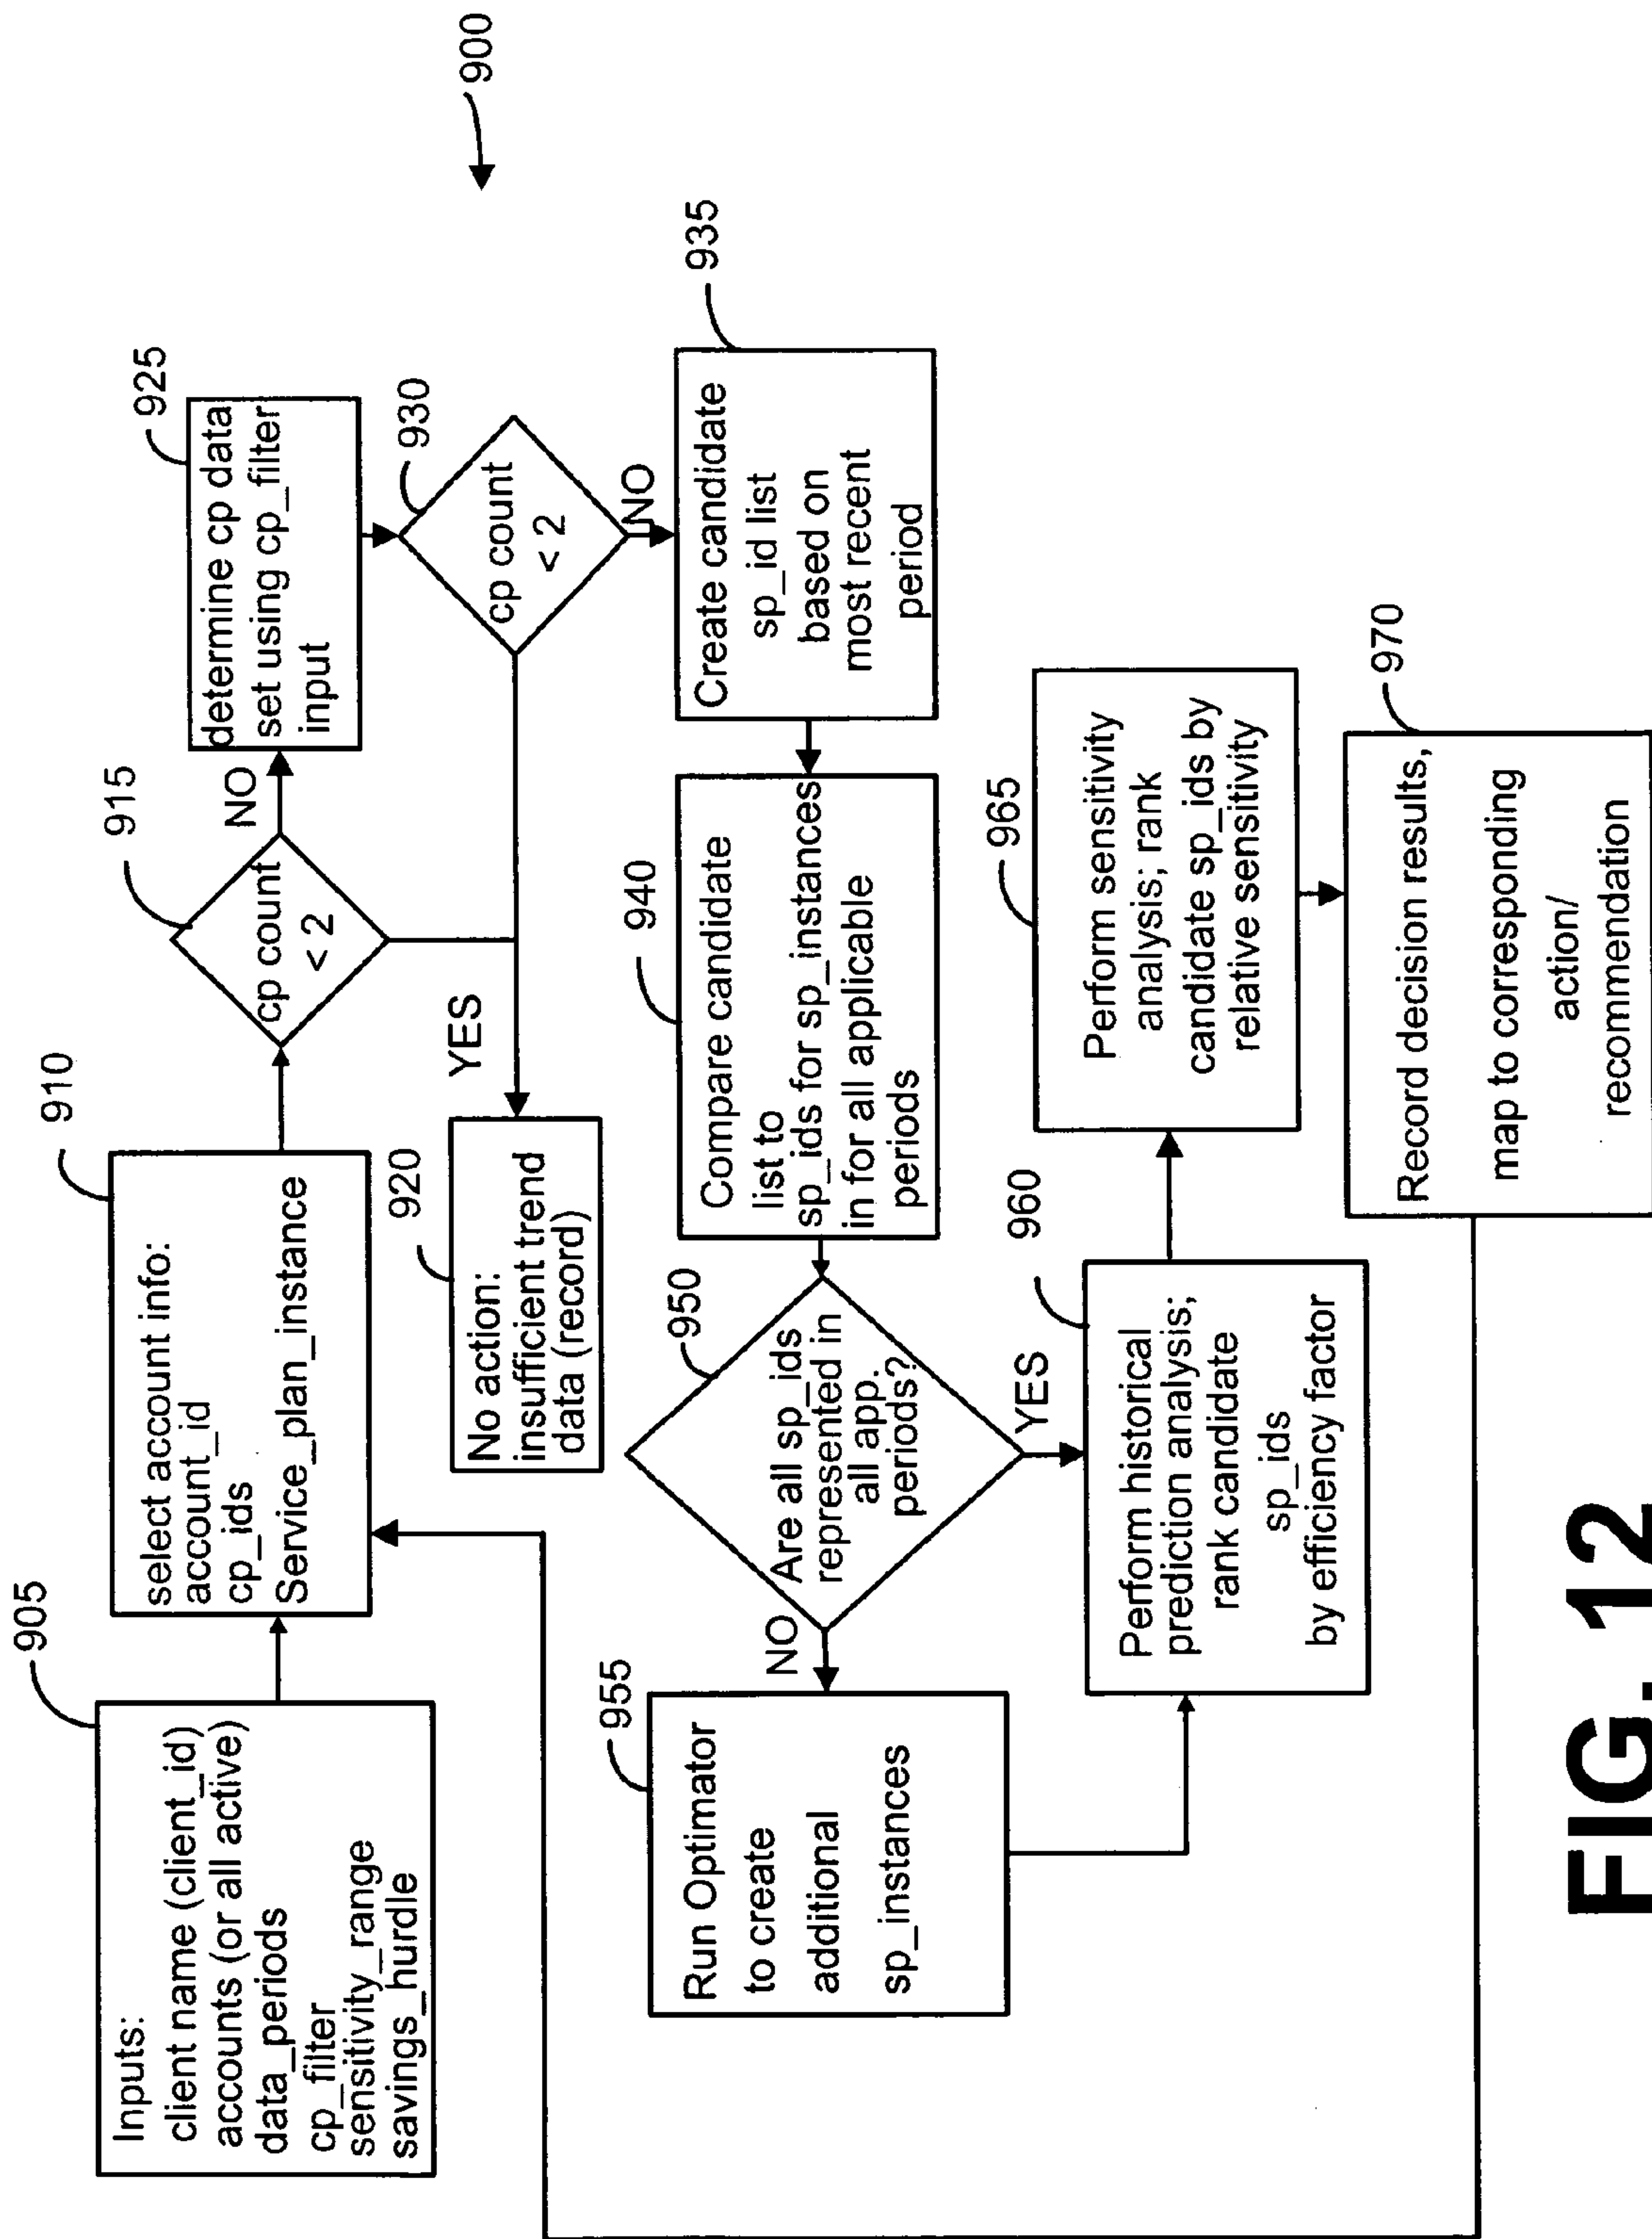 900
905
Inputs:
client name (client_id)
accounts (or all active)
data_periods
cp_filter
sensitivity_range
savings_hurdle
910
select account info:
account_id
cp_ids
Service_plan_instance
915
cp count
< 2
NO
YES
920
No action:
insufficient trend
data (record)
925
determine cp data
set using cp_filter
input
930
cp count
< 2
NO
935
Create candidate
sp_id list
based on
most recent
period
940
Compare candidate
list to
sp_ids for sp_instances
in for all applicable
periods
950
Are all sp_ids
represented in
all app.
periods?
NO
YES
955
Run Optimator
to create
additional
sp_instances
960
Perform historical
prediction analysis;
rank candidate
sp_ids
by efficiency factor
965
Perform sensitivity
analysis; rank
candidate sp_ids by
relative sensitivity
970
Record decision results,
map to corresponding
action/
recommendation
FIG. 12